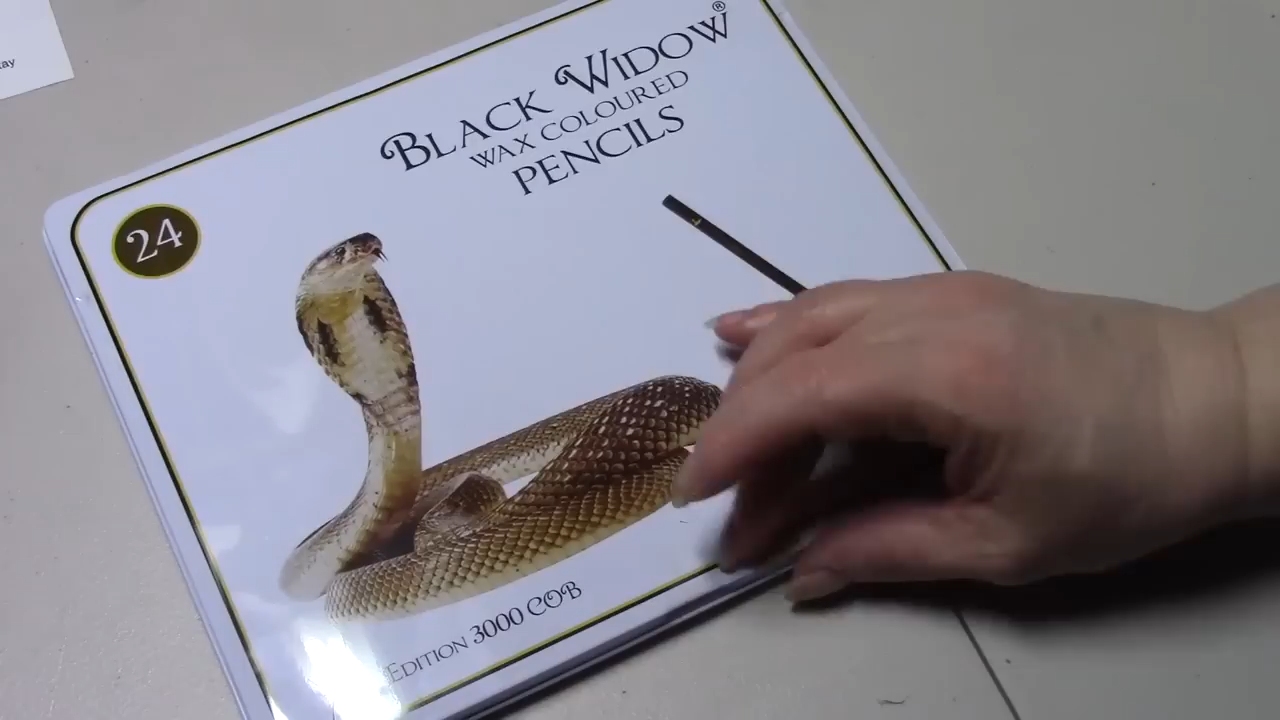 BLACK WIDOW®
WAX COLOURED
PENCILS
24
EDITION 3000 COB